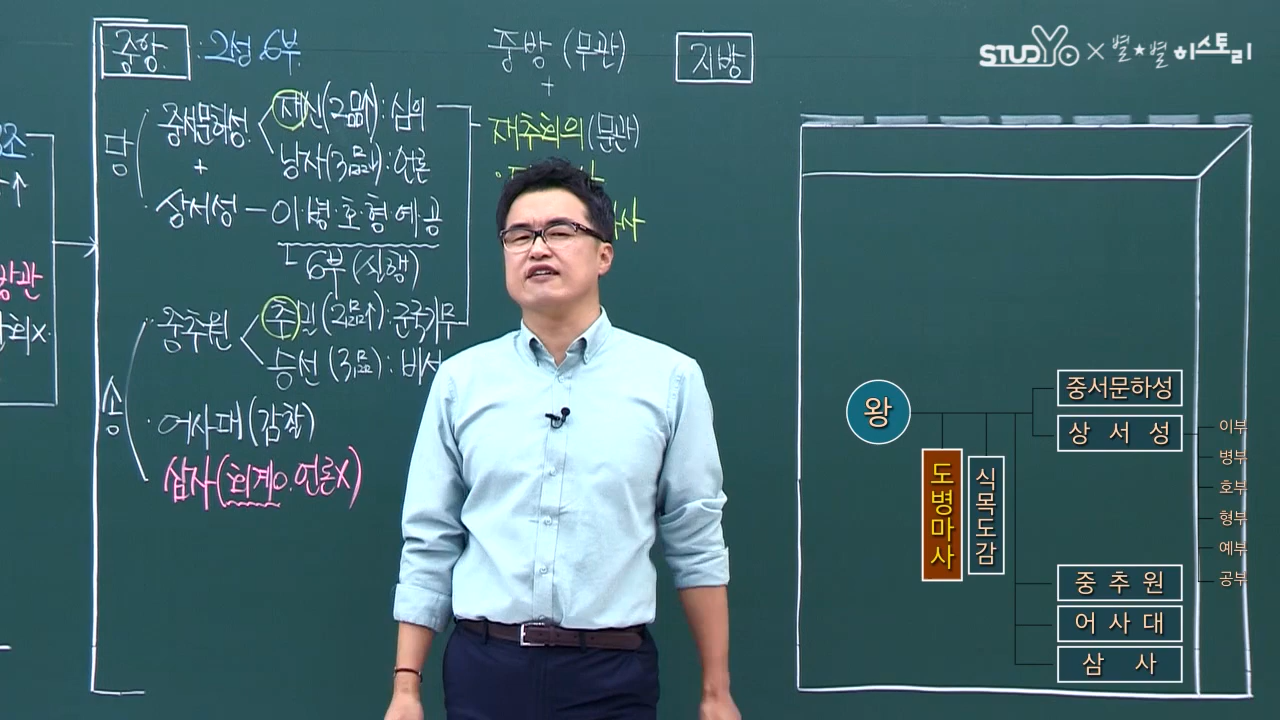 중앙 : 2성 6부
당
중서문하성
재신(2품↑) : 심의
낭사(3품↓) : 언론
+
상서성 - 이·병·호·형·예·공
6부 (실행)
송
중추원
추밀(2품↑) : 군국기무
승선(3품) : 비서
· 어사대 (감찰)
삼사 (회계O. 언론X)
중방 (무관)
+
재추회의 (문관)
지방
STUDYo × 별★별 히스토리
왕
도병마사
식목도감
중서문하성
상 서 성
이부
병부
호부
형부
예부
공부
중 추 원
어 사 대
삼 사